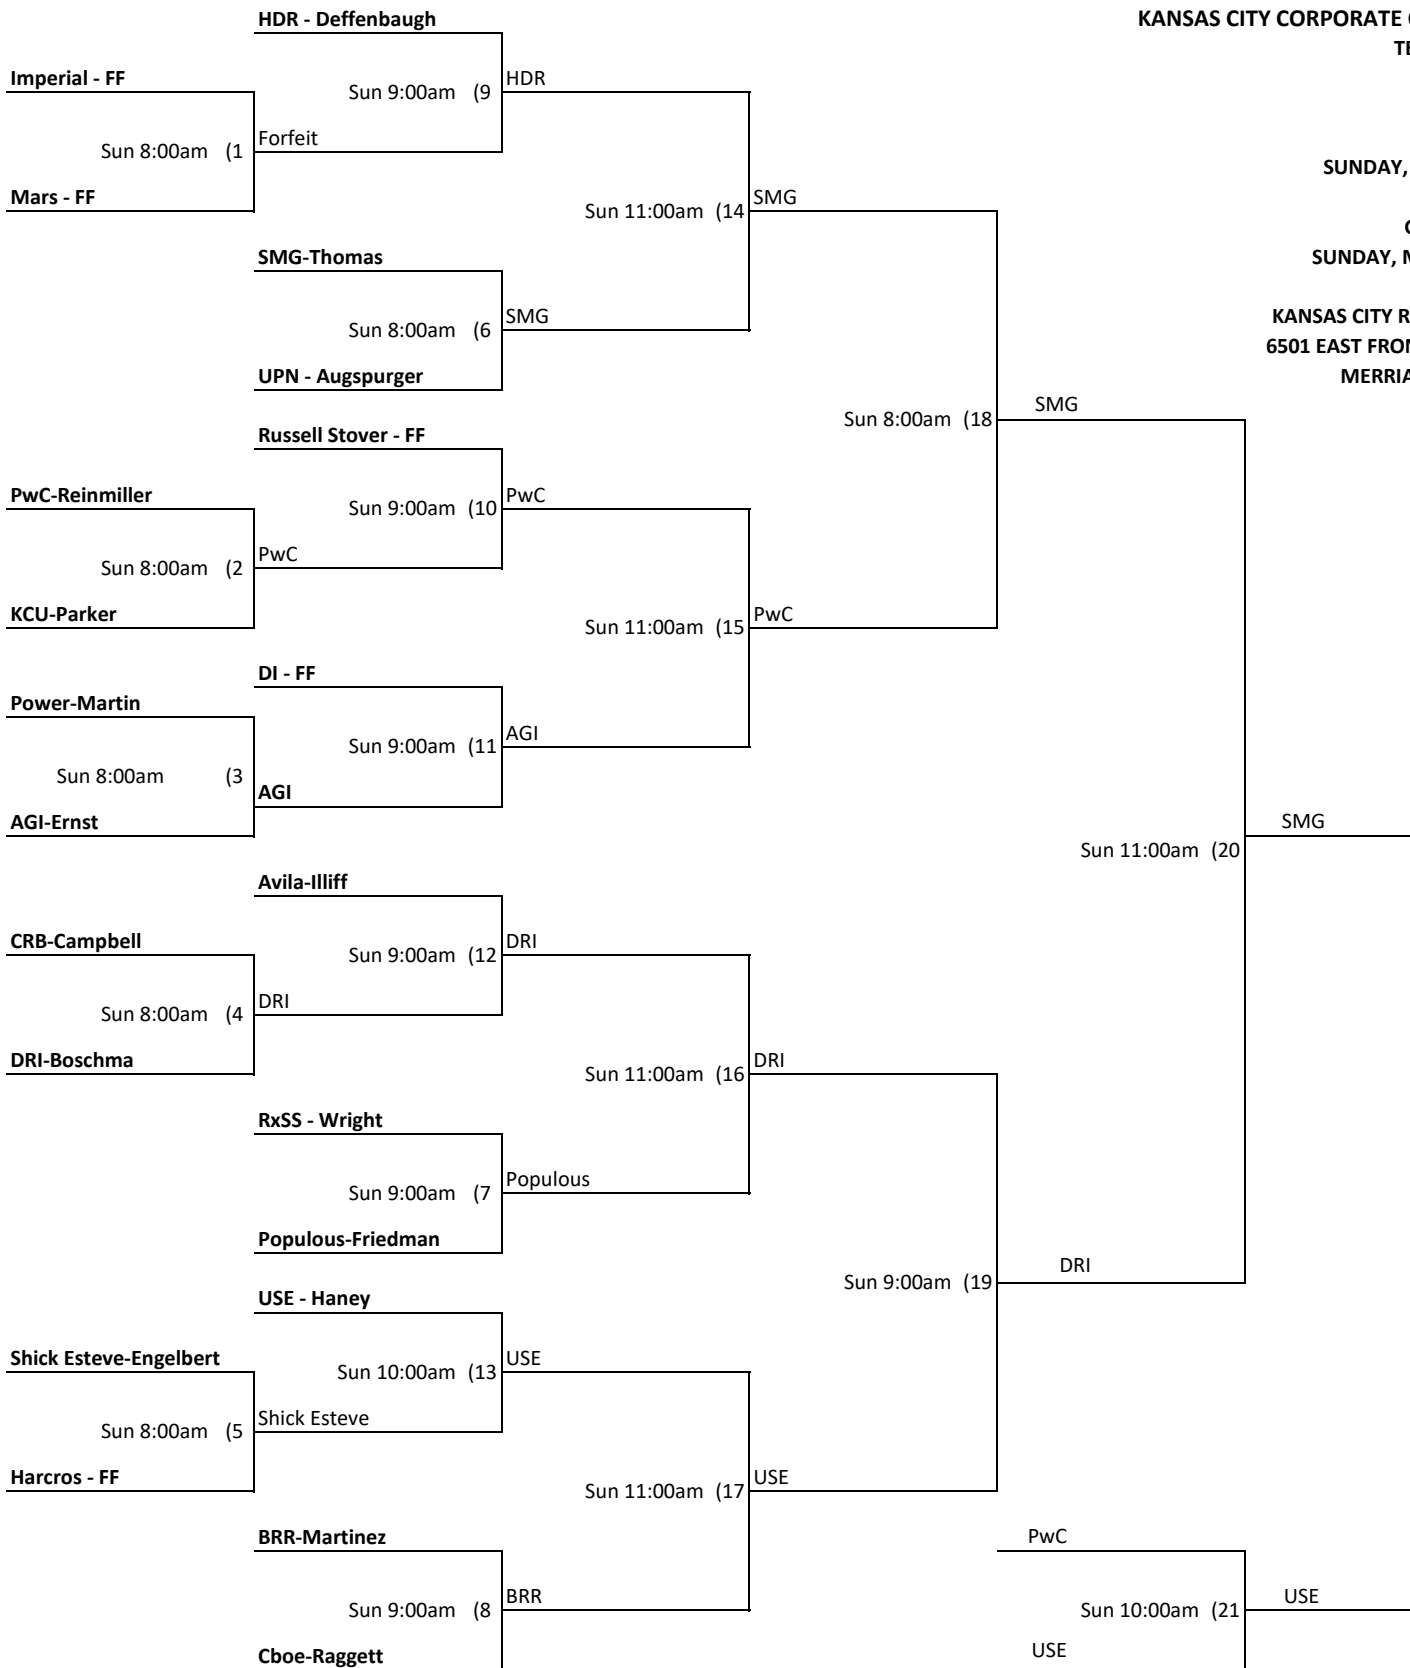 HDR - Deffenbaugh
KANSAS CITY CORPORATE
Imperial - FF
Sun 9:00am (9
HDR
Sun 8:00am (1
Forfeit
Mars - FF
SUNDAY,
Sun 11:00am (14
SMG
SMG-Thomas
SUNDAY,
Sun 8:00am (6
SMG
KANSAS CITY R
6501 EAST FRO
UPN - Augspurger
MERRIA
Sun 8:00am (18
SMG
Russell Stover - FF
PwC-Reinmiller
Sun 9:00am (10
PwC
Sun 8:00am (2
PwC
KCU-Parker
Sun 11:00am (15
PwC
DI - FF
Power-Martin
Sun 9:00am (11
AGI
Sun 8:00am (3
AGI
AGI-Ernst
SMG
Sun 11:00am (20
Avila-Illiff
CRB-Campbell
Sun 9:00am (12
DRI
Sun 8:00am (4
DRI
DRI-Boschma
Sun 11:00am (16
DRI
RxSS - Wright
Sun 9:00am (7
Populous
Populous-Friedman
Sun 9:00am (19
DRI
USE - Haney
Shick Esteve-Engelbert
Sun 10:00am (13
USE
Sun 8:00am (5
Shick Esteve
Harcros - FF
Sun 11:00am (17
USE
BRR-Martinez
PwC
Sun 9:00am (8
BRR
Sun 10:00am (21
USE
Cboe-Raggett
USE